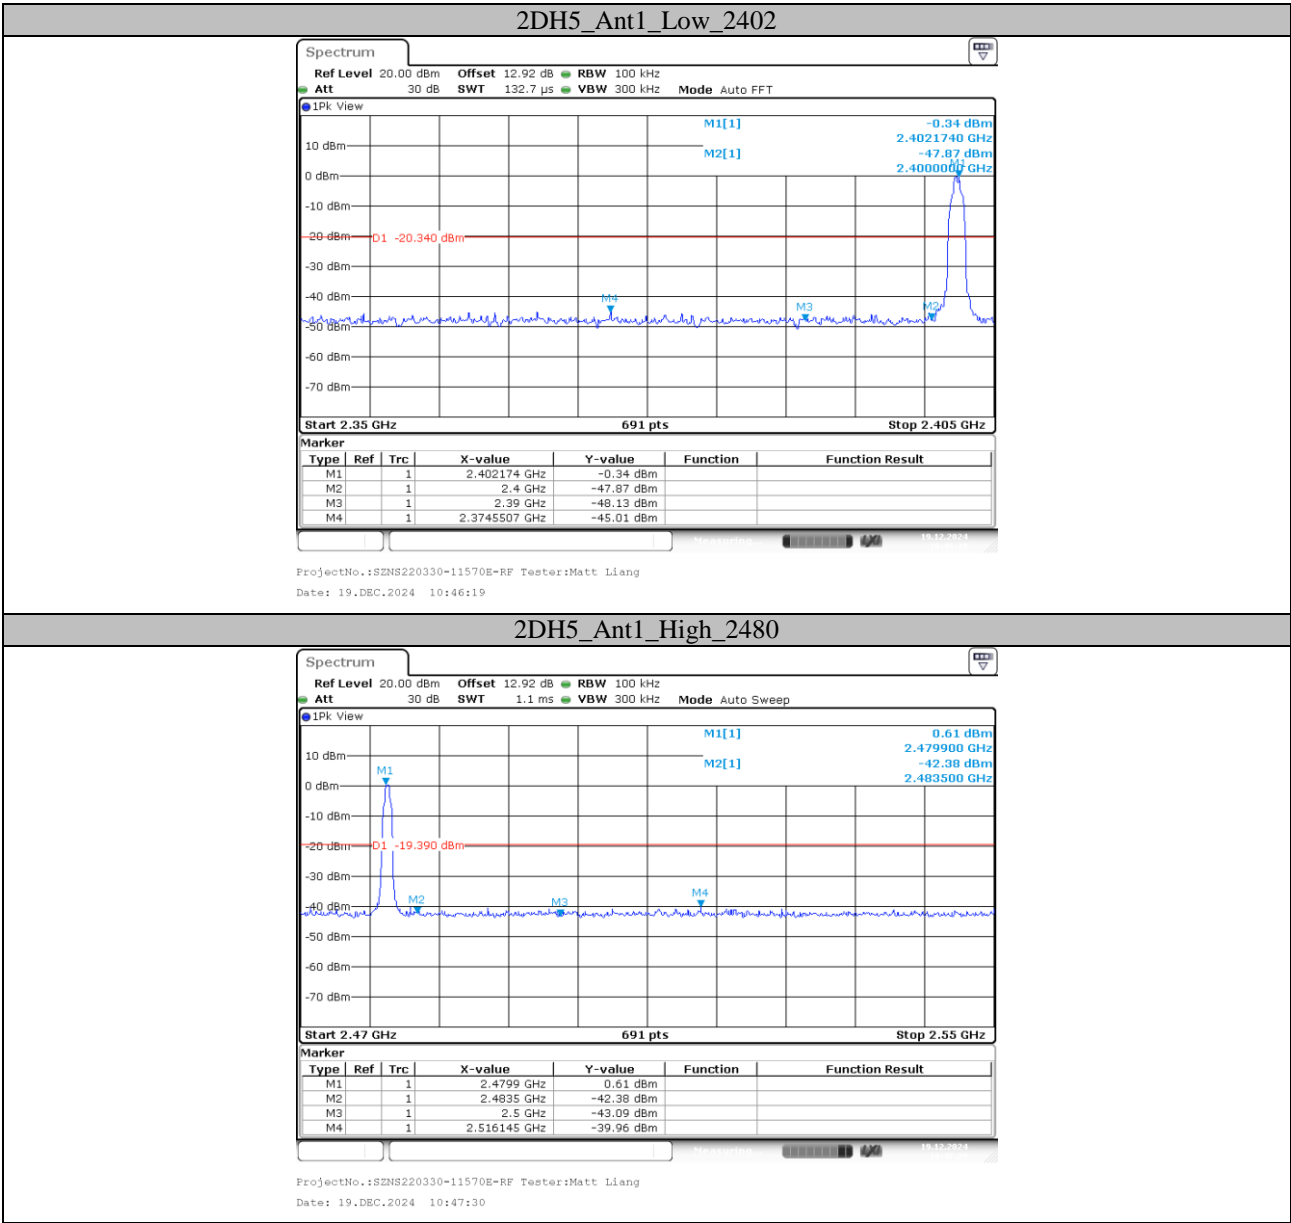 2DH5_Ant1_Low_2402
Spectrum
Ref Level 20.00 dBm Offset 12.92 dB RBW 100 kHz
Att 30 dB SWT 132.7 µs VBW 300 kHz Mode Auto FFT
1Pk View
M1[1] -0.34 dBm
2.4021740 GHz
M2[1] -47.87 dBm
2.4000000 GHz
M1
10 dBm
0 dBm
-10 dBm
-20 dBm
D1 -20.340 dBm
-30 dBm
-40 dBm
M4
M3
M2
-50 dBm
-60 dBm
-70 dBm
Start 2.35 GHz 691 pts Stop 2.405 GHz
Marker
Type Ref Trc X-value Y-value Function Function Result
M1 1 2.402174 GHz -0.34 dBm
M2 1 2.4 GHz -47.87 dBm
M3 1 2.39 GHz -48.13 dBm
M4 1 2.3745507 GHz -45.01 dBm
Measuring... 19.12.2024
ProjectNo.:SZNS220330-11570E-RF Tester:Matt Liang
Date: 19.DEC.2024 10:46:19
2DH5_Ant1_High_2480
Spectrum
Ref Level 20.00 dBm Offset 12.92 dB RBW 100 kHz
Att 30 dB SWT 1.1 ms VBW 300 kHz Mode Auto Sweep
1Pk View
M1[1] 0.61 dBm
2.479900 GHz
M2[1] -42.38 dBm
2.483500 GHz
10 dBm
M1
0 dBm
-10 dBm
-20 dBm
D1 -19.390 dBm
-30 dBm
-40 dBm
M2
M3
M4
-50 dBm
-60 dBm
-70 dBm
Start 2.47 GHz 691 pts Stop 2.55 GHz
Marker
Type Ref Trc X-value Y-value Function Function Result
M1 1 2.4799 GHz 0.61 dBm
M2 1 2.4835 GHz -42.38 dBm
M3 1 2.5 GHz -43.09 dBm
M4 1 2.516145 GHz -39.96 dBm
Measuring... 19.12.2024
ProjectNo.:SZNS220330-11570E-RF Tester:Matt Liang
Date: 19.DEC.2024 10:47:30